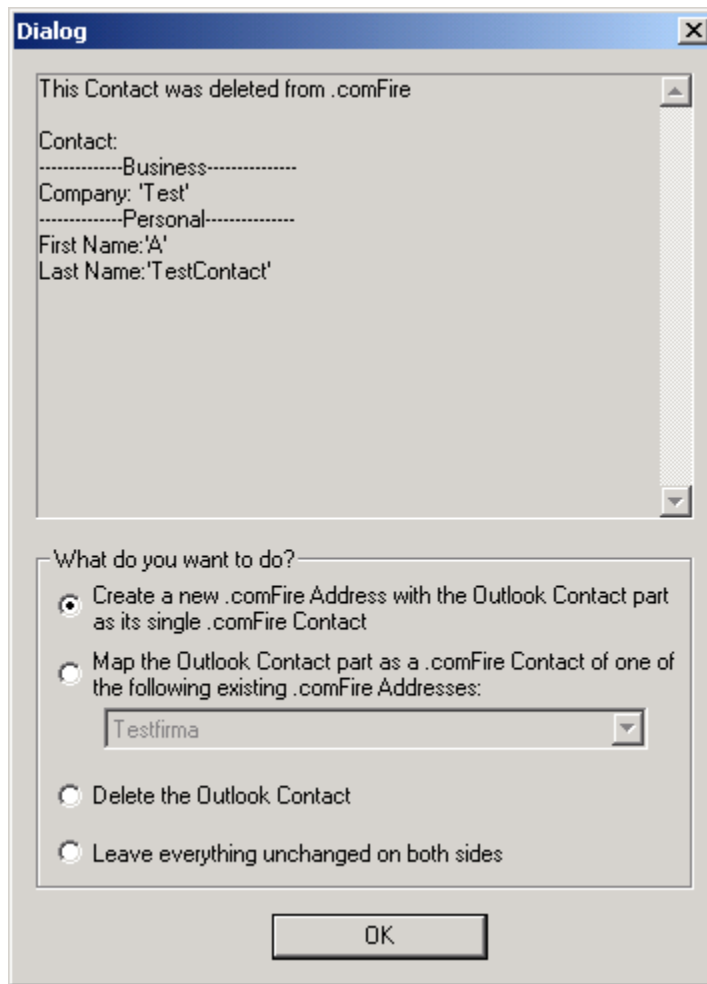 Dialog
This Contact was deleted from .comFire
Contact:
-------------Business---------------
Company: 'Test'
-------------Personal---------------
First Name:'A'
Last Name:'TestContact'
What do you want to do?
Create a new .comFire Address with the Outlook Contact part
as its single .comFire Contact
Map the Outlook Contact part as a .comFire Contact of one of
the following existing .comFire Addresses:
Testfirma
Delete the Outlook Contact
Leave everything unchanged on both sides
OK